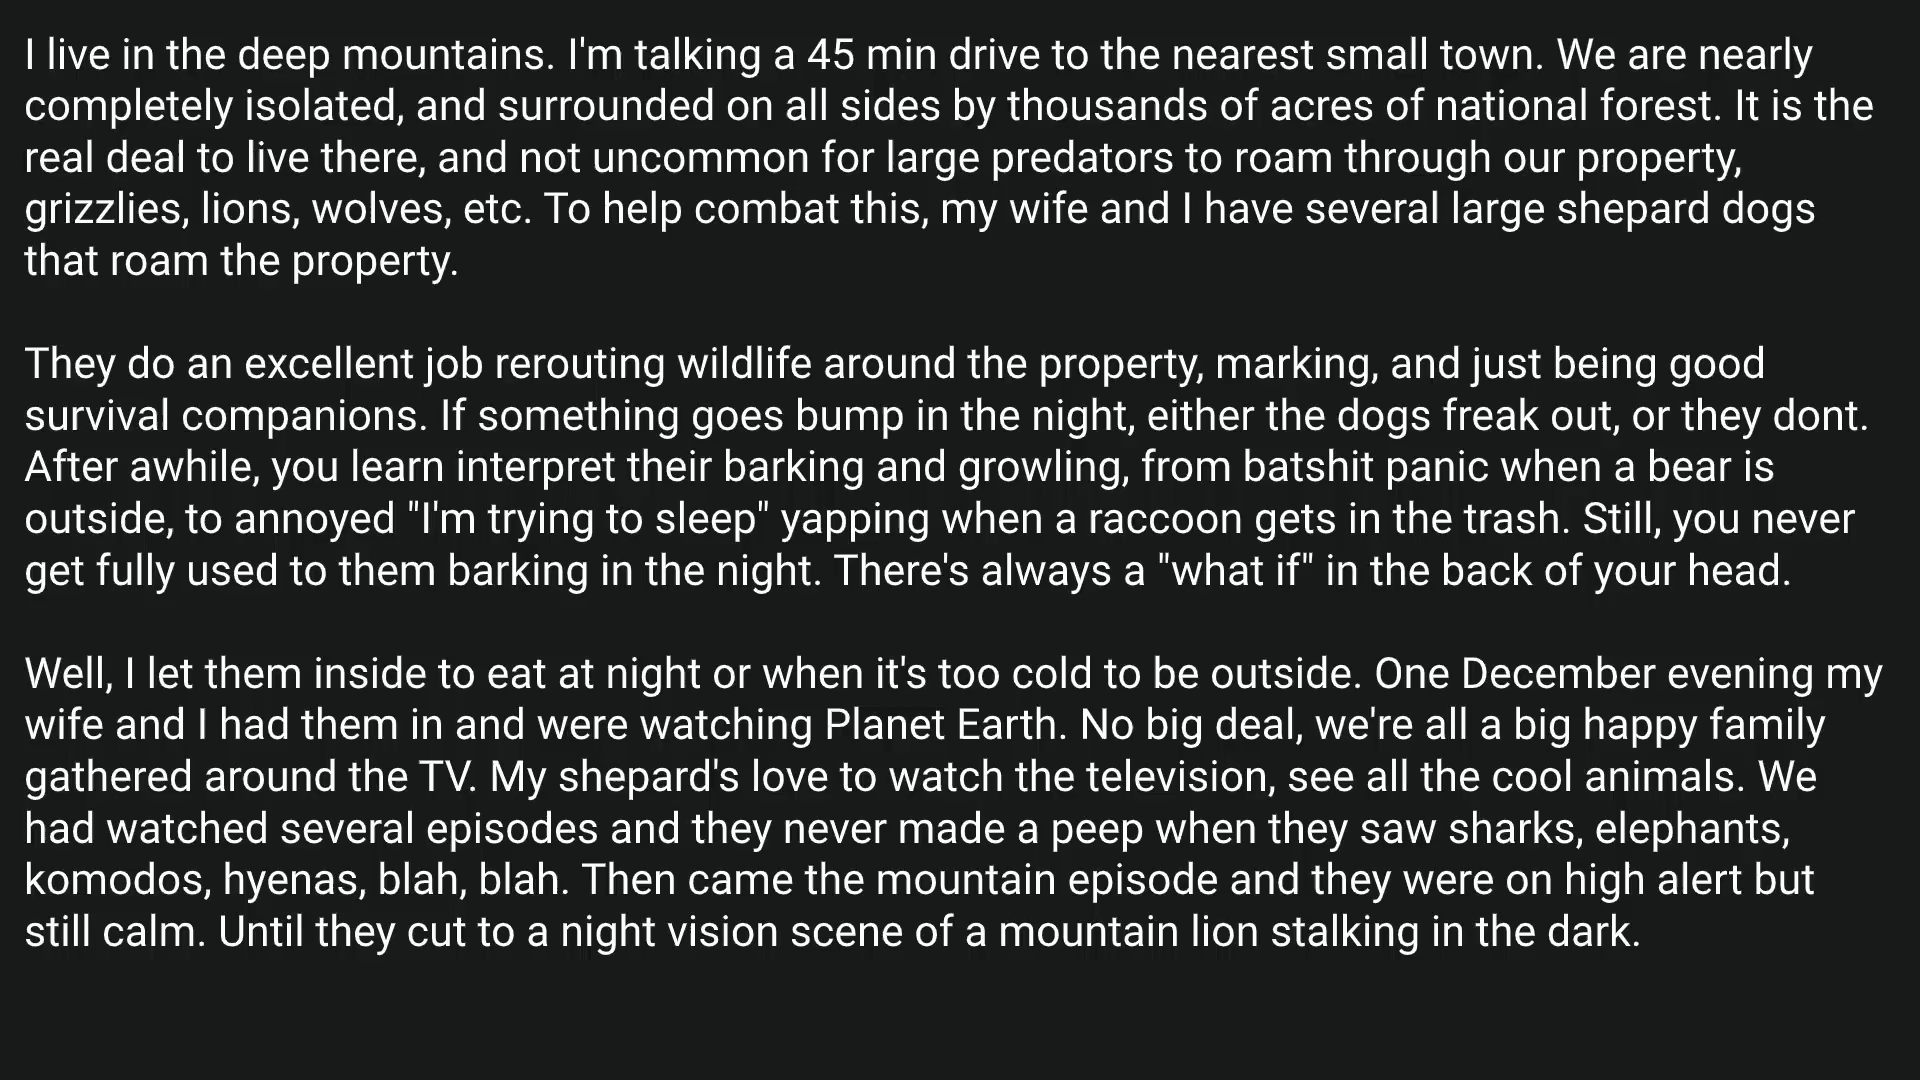 I live in the deep mountains. I'm talking a 45 min drive to the nearest small town. We are nearly
completely isolated, and surrounded on all sides by thousands of acres of national forest. It is the
real deal to live there, and not uncommon for large predators to roam through our property,
grizzlies, lions, wolves, etc. To help combat this, my wife and I have several large shepard dogs
that roam the property.

They do an excellent job rerouting wildlife around the property, marking, and just being good
survival companions. If something goes bump in the night, either the dogs freak out, or they dont.
After awhile, you learn interpret their barking and growling, from batshit panic when a bear is
outside, to annoyed "I'm trying to sleep" yapping when a raccoon gets in the trash. Still, you never
get fully used to them barking in the night. There's always a "what if" in the back of your head.

Well, I let them inside to eat at night or when it's too cold to be outside. One December evening my
wife and I had them in and were watching Planet Earth. No big deal, we're all a big happy family
gathered around the TV. My shepard's love to watch the television, see all the cool animals. We
had watched several episodes and they never made a peep when they saw sharks, elephants,
komodos, hyenas, blah, blah. Then came the mountain episode and they were on high alert but
still calm. Until they cut to a night vision scene of a mountain lion stalking in the dark.